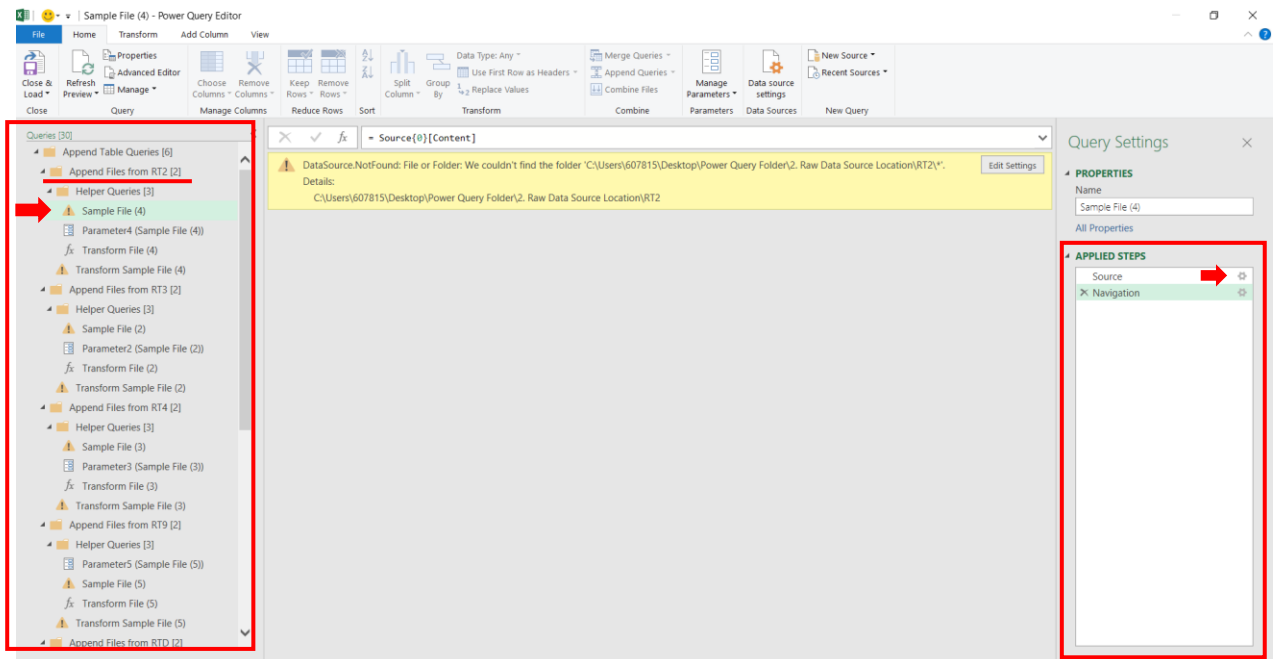 Sample File (4) - Power Query Editor
File Home Transform Add Column View
Close & Load
Close
Refresh Preview
Properties
Advanced Editor
Manage
Query
Choose Columns
Remove Columns
Manage Columns
Keep Rows
Remove Rows
Reduce Rows
Sort
Split Column
Group By
Data Type: Any
Use First Row as Headers
Replace Values
Transform
Merge Queries
Append Queries
Combine Files
Combine
Manage Parameters
Parameters
Data source settings
Data Sources
New Source
Recent Sources
New Query
Queries [30]
Append Table Queries [6]
Append Files from RT2 [2]
Helper Queries [3]
Sample File (4)
Parameter4 (Sample File (4))
fx Transform File (4)
Transform Sample File (4)
Append Files from RT3 [2]
Helper Queries [3]
Sample File (2)
Parameter2 (Sample File (2))
fx Transform File (2)
Transform Sample File (2)
Append Files from RT4 [2]
Helper Queries [3]
Sample File (3)
Parameter3 (Sample File (3))
fx Transform File (3)
Transform Sample File (3)
Append Files from RT9 [2]
Helper Queries [3]
Parameter5 (Sample File (5))
Sample File (5)
fx Transform File (5)
Transform Sample File (5)
Append Files from RTD [2]
fx = Source{0}[Content]
DataSource.NotFound: File or Folder: We couldn't find the folder 'C:\Users\607815\Desktop\Power Query Folder\2. Raw Data Source Location\RT2\*'.
Edit Settings
Details:
C:\Users\607815\Desktop\Power Query Folder\2. Raw Data Source Location\RT2
Query Settings
PROPERTIES
Name
Sample File (4)
All Properties
APPLIED STEPS
Source
Navigation